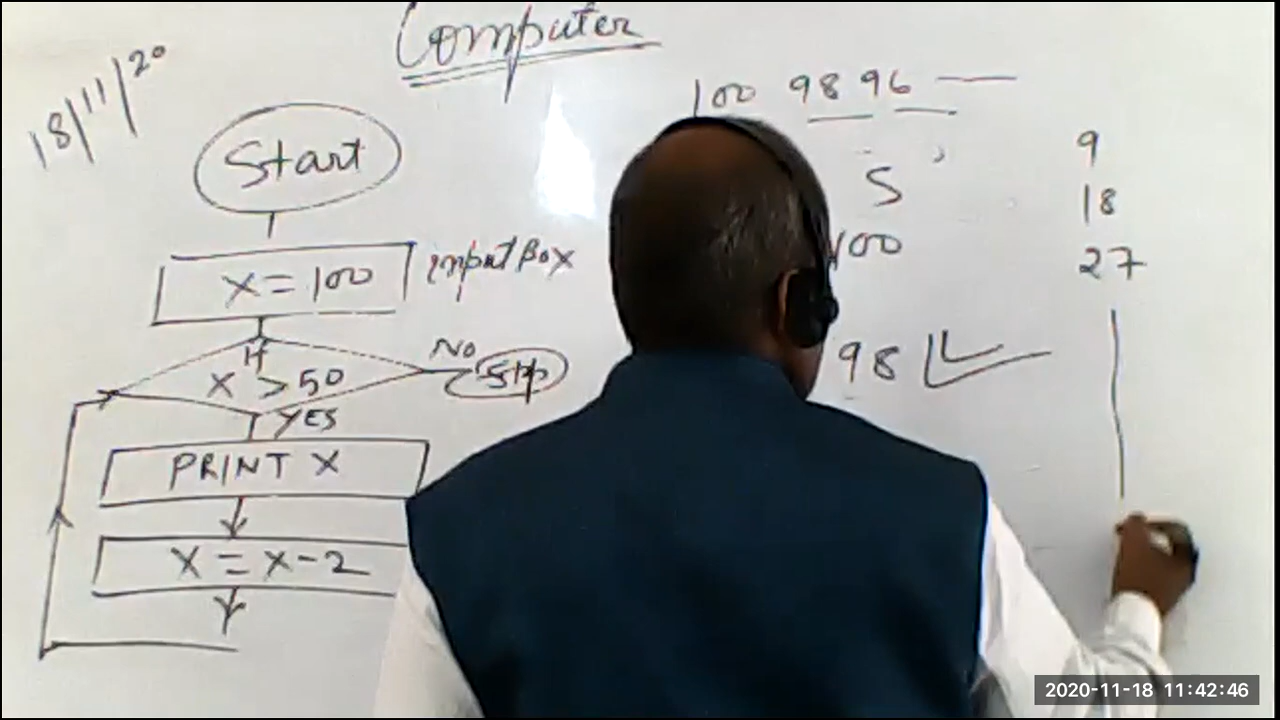 Computer
18/11/20
Start
X = 100
input Box
If
X > 50
No
Stop
YES
PRINT X
X = X - 2
100 98 96
S
100
98
9
18
27
2020-11-18 11:42:46